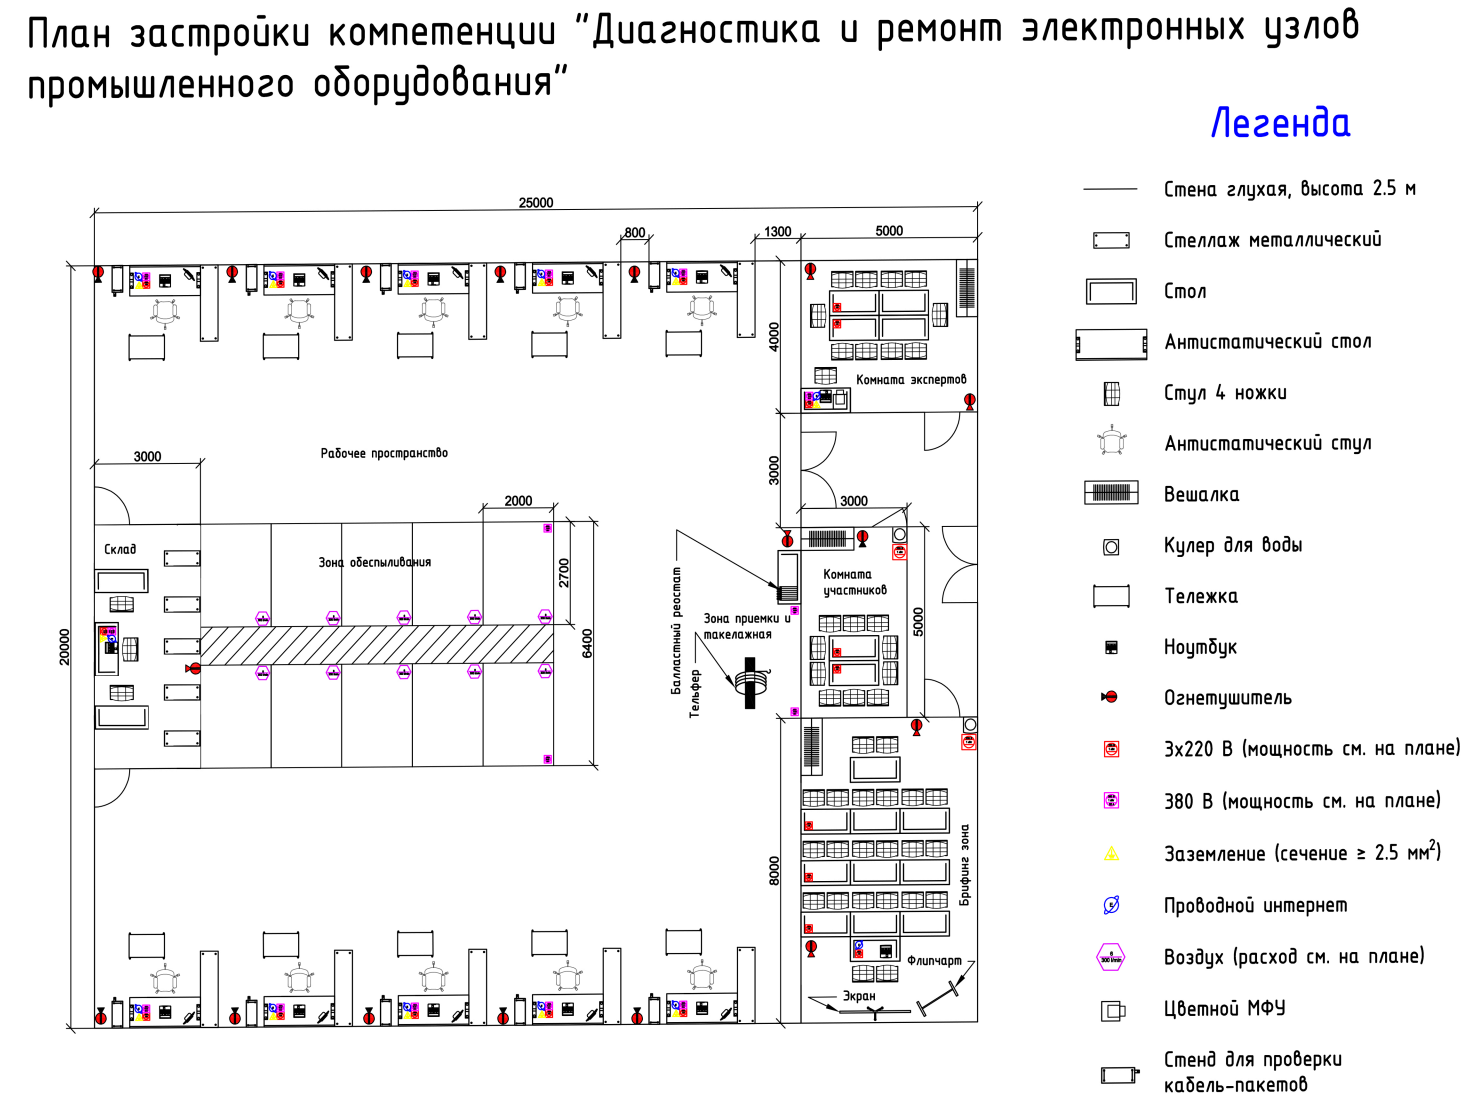 План застройки компетенции "Диагностика и ремонт электронных узлов
промышленного оборудования"
Легенда
Стена глухая, высота 2.5 м
Стеллаж металлический
Стол
Антистатический стол
Стул 4 ножки
Антистатический стул
Вешалка
Кулер для воды
Тележка
Ноутбук
Огнетушитель
3х220 В (мощность см. на плане)
380 В (мощность см. на плане)
Заземление (сечение ≥ 2.5 мм²)
Проводной интернет
Воздух (расход см. на плане)
Цветной МФУ
Стенд для проверки
кабель-пакетов
25000
800
1300
5000
4000
Комната экспертов
Рабочее пространство
3000
3000
2000
3000
Склад
Зона обеспыливания
2700
6400
20000
Балластный реостат
Тельфер
Зона приемки и
такелажная
Комната
участников
5000
8000
Брифинг зона
Флипчарт
Экран